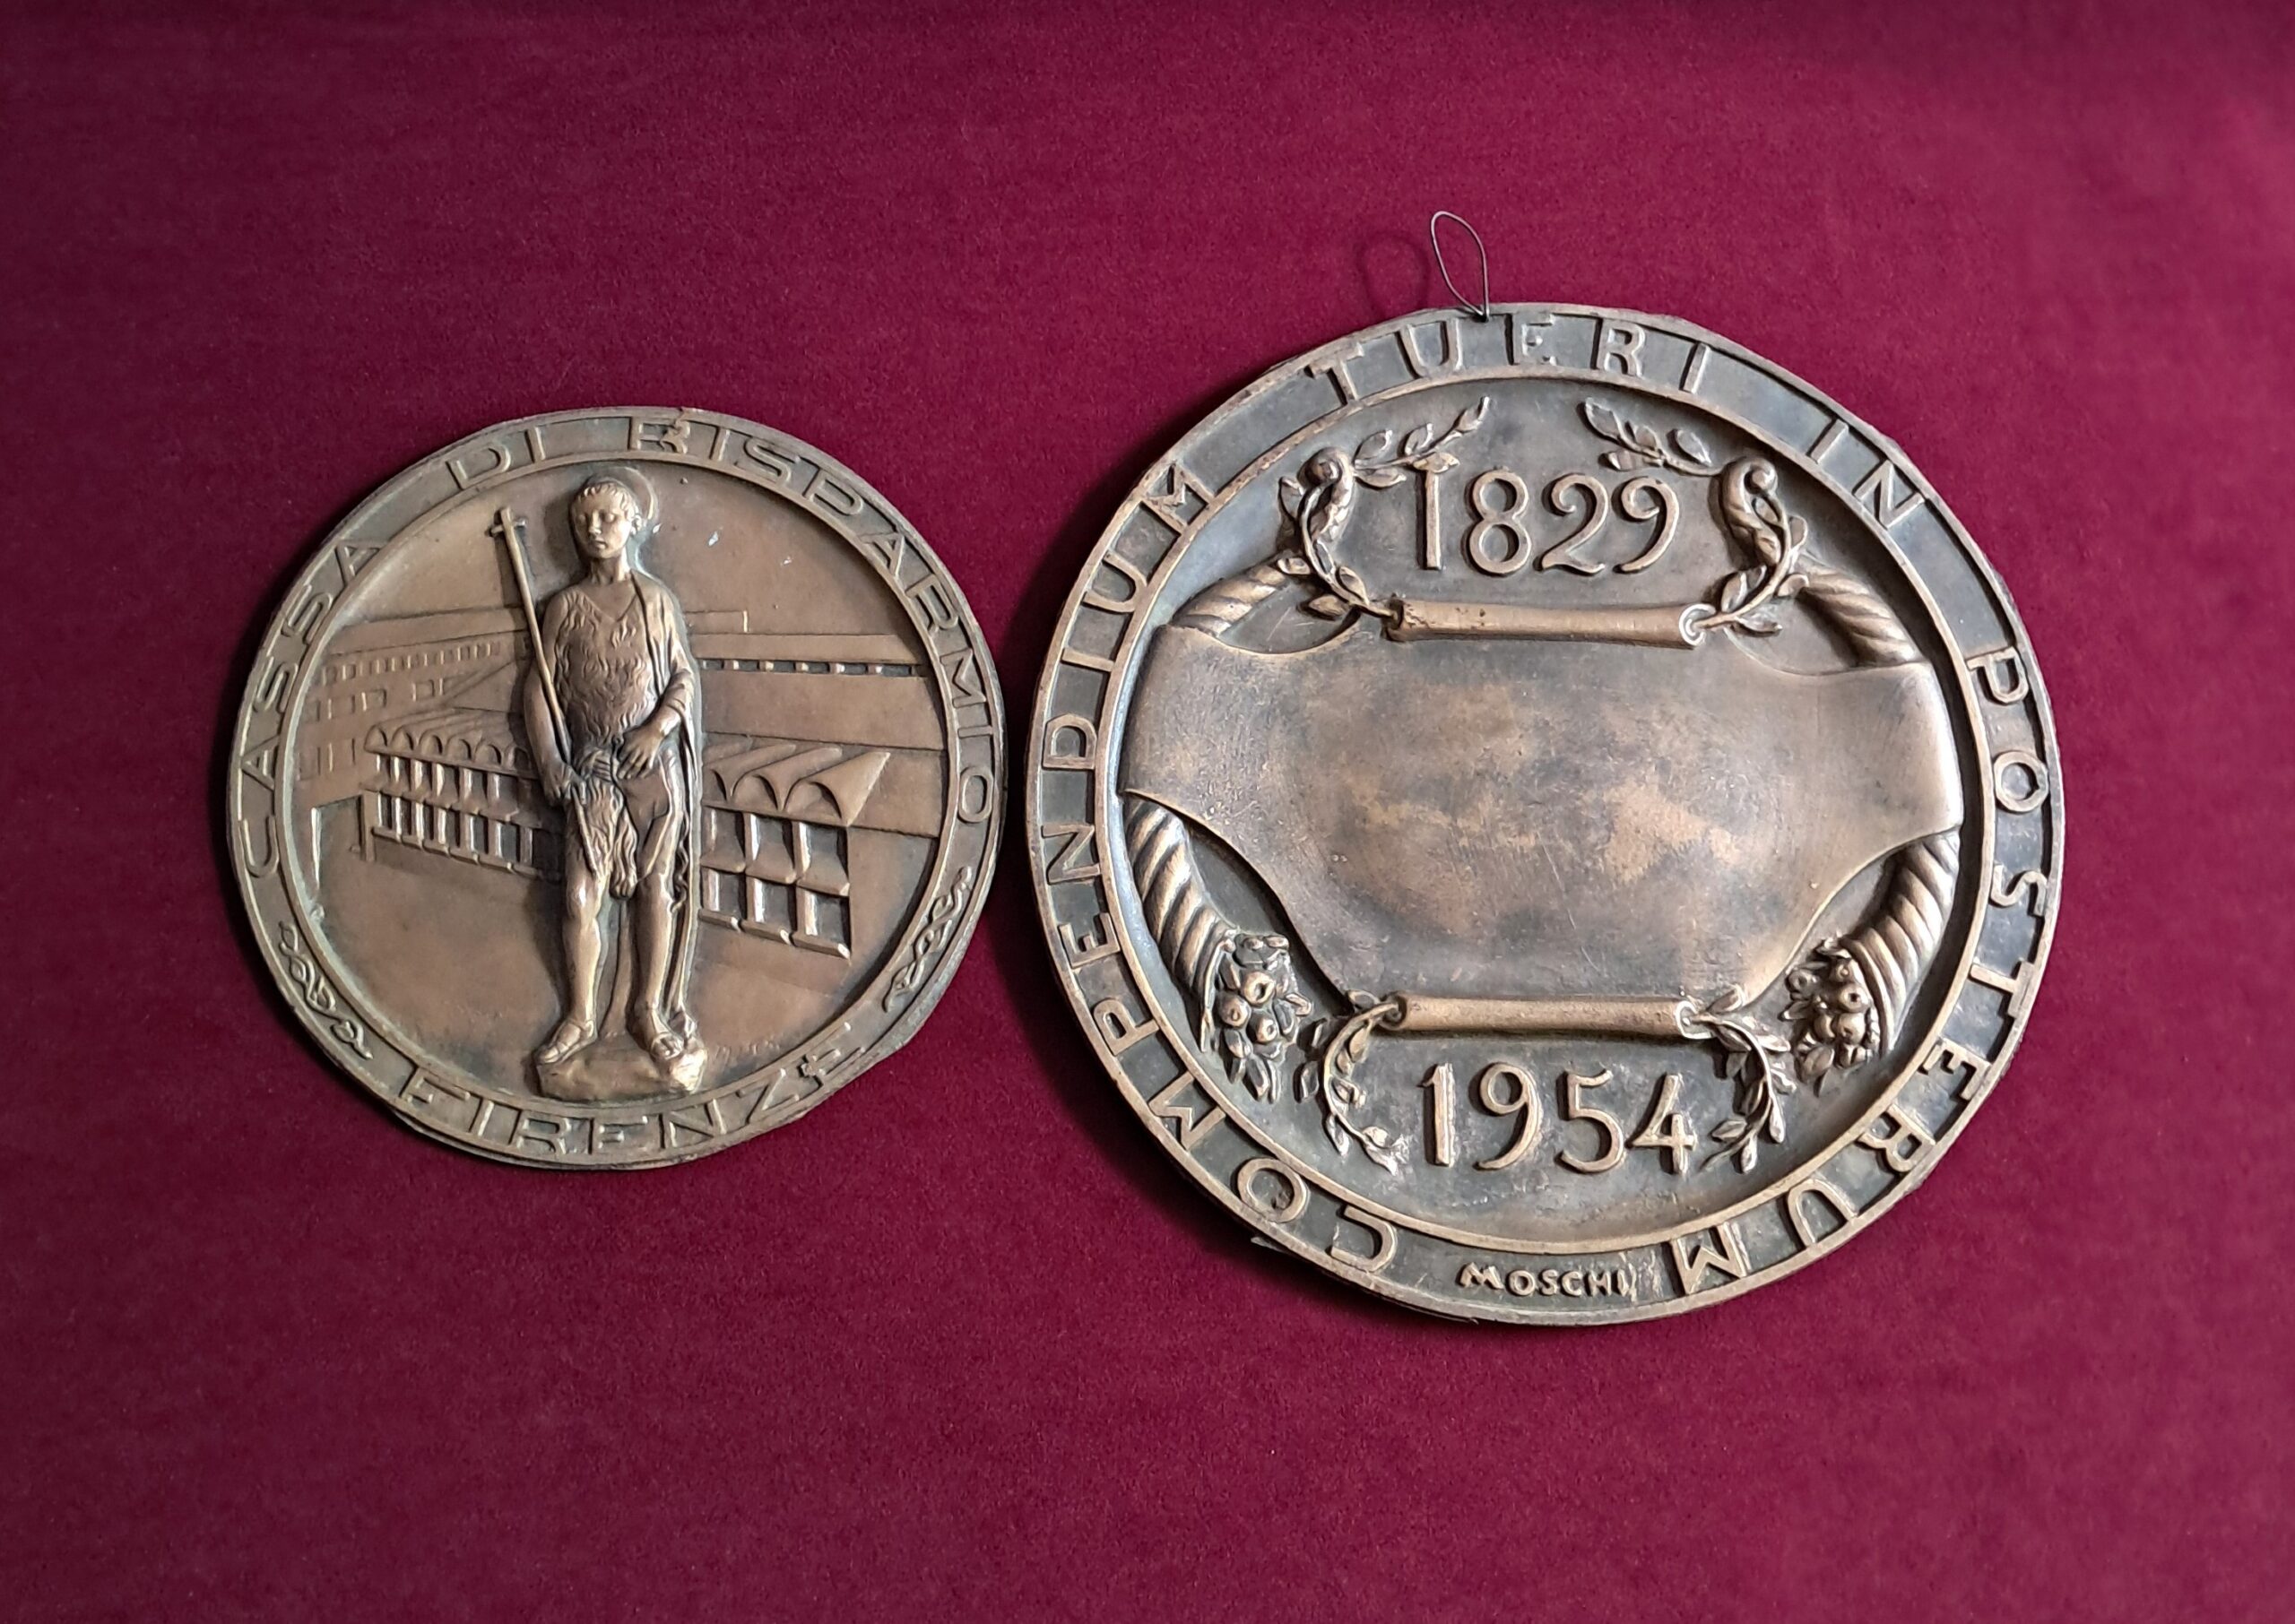 CASSA DI RISPARMIO
FIRENZE
COMPENDIUM TUERI IN POSTERUM
1829
1954
MOSCHI